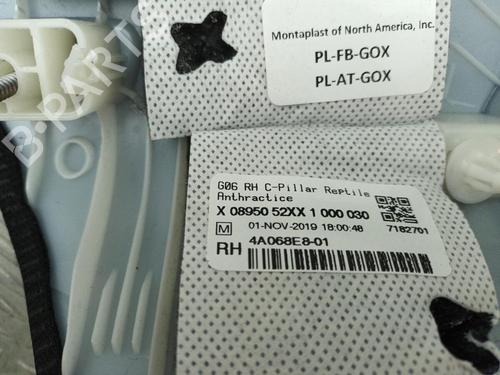 Montaplast of North America, Inc.
PL-FB-GOX
PL-AT-GOX
B-PARTS
G06 RH C-Pillar Reptile
Anthractice
X 08950 52XX 1 000 030
M 01-NOV-2019 18:00:48 7182701
RH 4A068E8-01